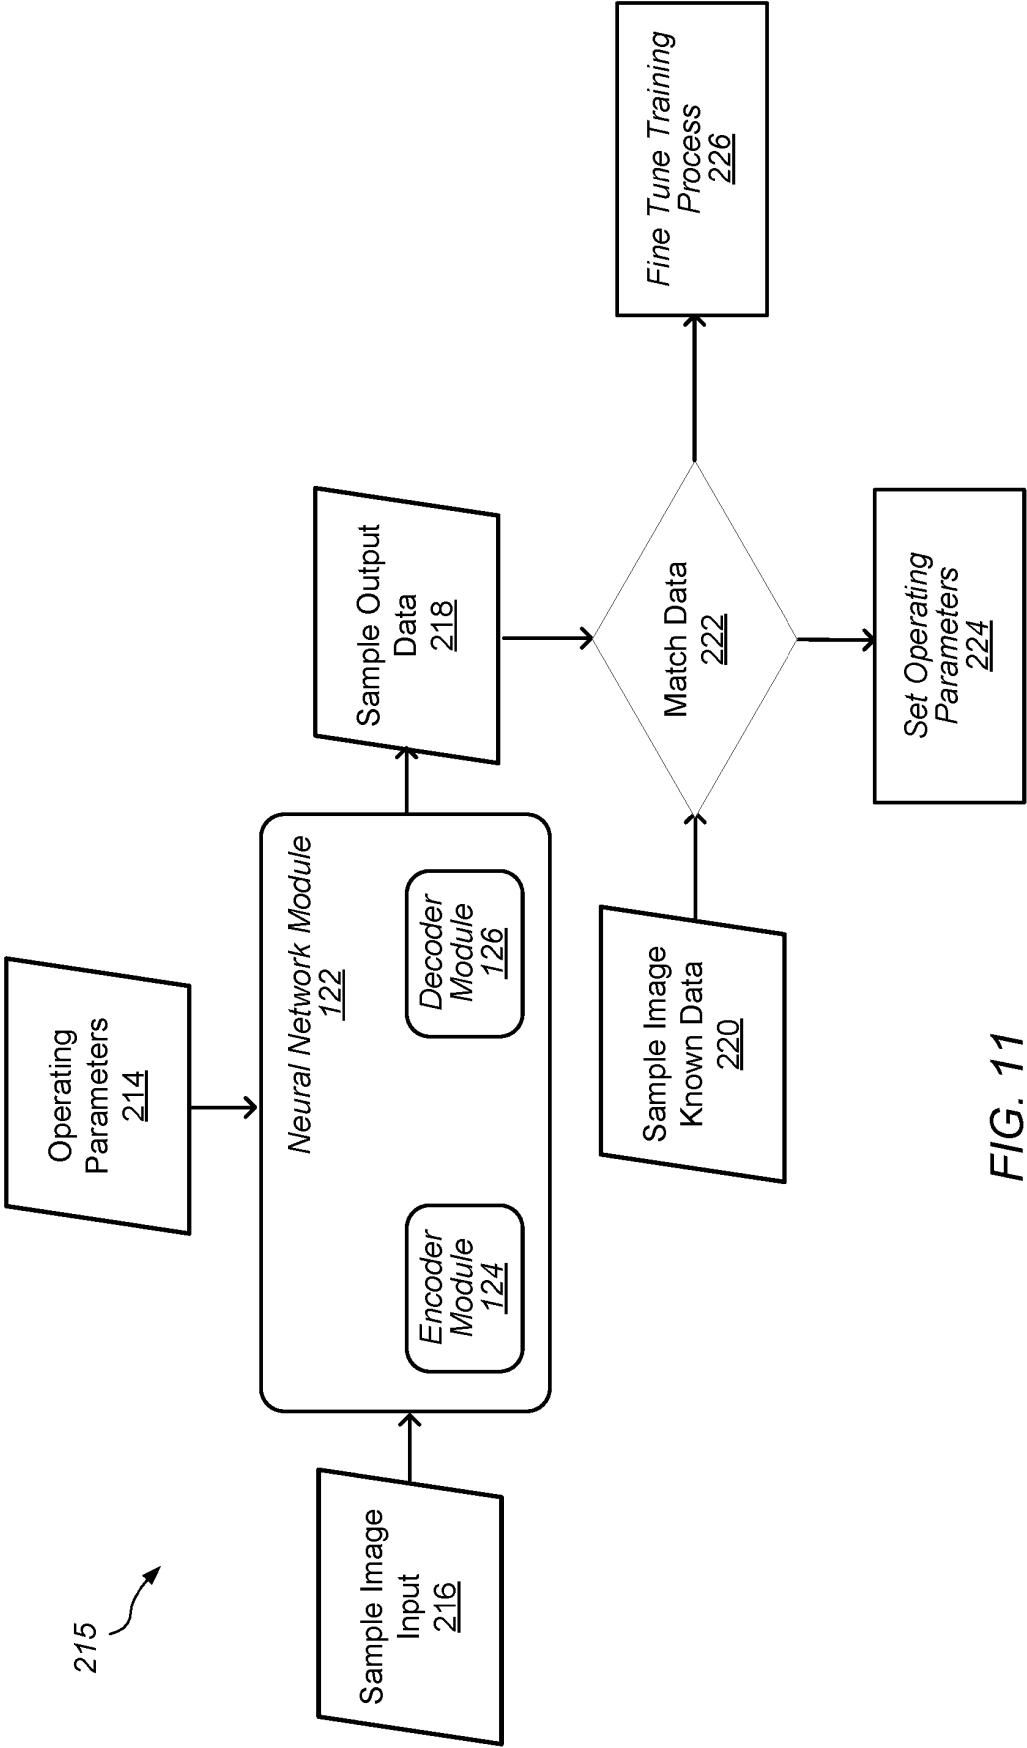 215
Operating
Parameters
214
Sample Image
Input
216
Neural Network Module
122
Encoder
Module
124
Decoder
Module
126
Sample Output
Data
218
Sample Image
Known Data
220
Match Data
222
Fine Tune Training
Process
226
Set Operating
Parameters
224
FIG. 11